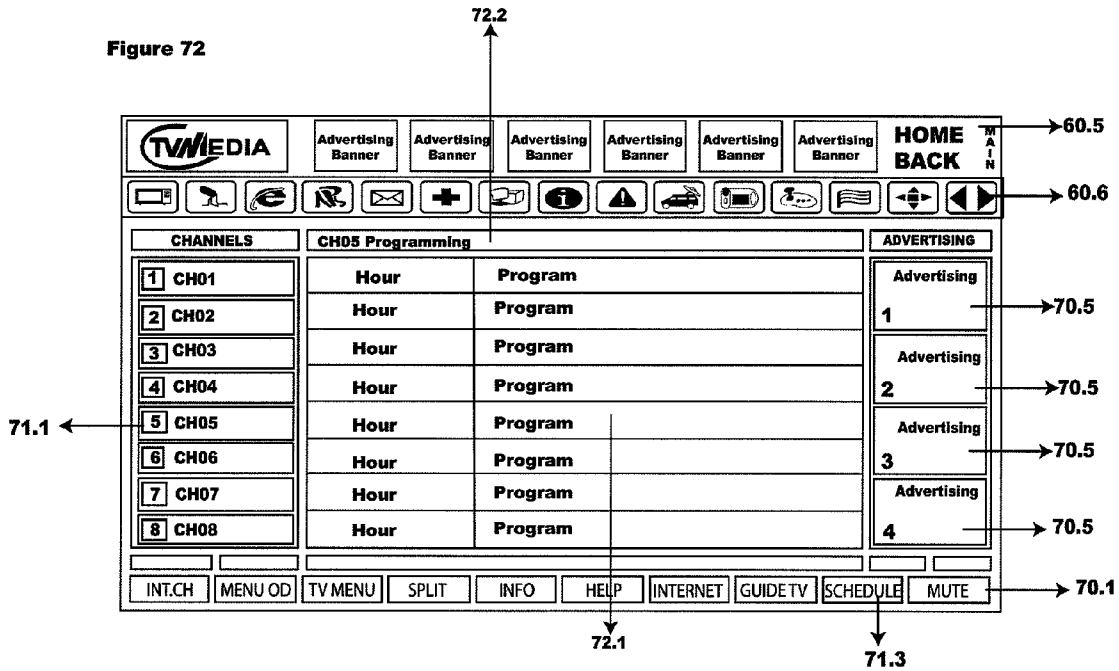 72.2
Figure 72
TVMEDIA
Advertising Banner
Advertising Banner
Advertising Banner
Advertising Banner
Advertising Banner
Advertising Banner
HOME
BACK
MAIN
60.5
60.6
CHANNELS
CH05 Programming
ADVERTISING
1 CH01
Hour Program
Advertising
1
70.5
2 CH02
Hour Program
3 CH03
Hour Program
Advertising
2
70.5
4 CH04
Hour Program
71.1
5 CH05
Hour Program
Advertising
3
70.5
6 CH06
Hour Program
7 CH07
Hour Program
Advertising
4
70.5
8 CH08
Hour Program
INT.CH MENU OD TV MENU SPLIT INFO HELP INTERNET GUIDE TV SCHEDULE MUTE
70.1
72.1
71.3